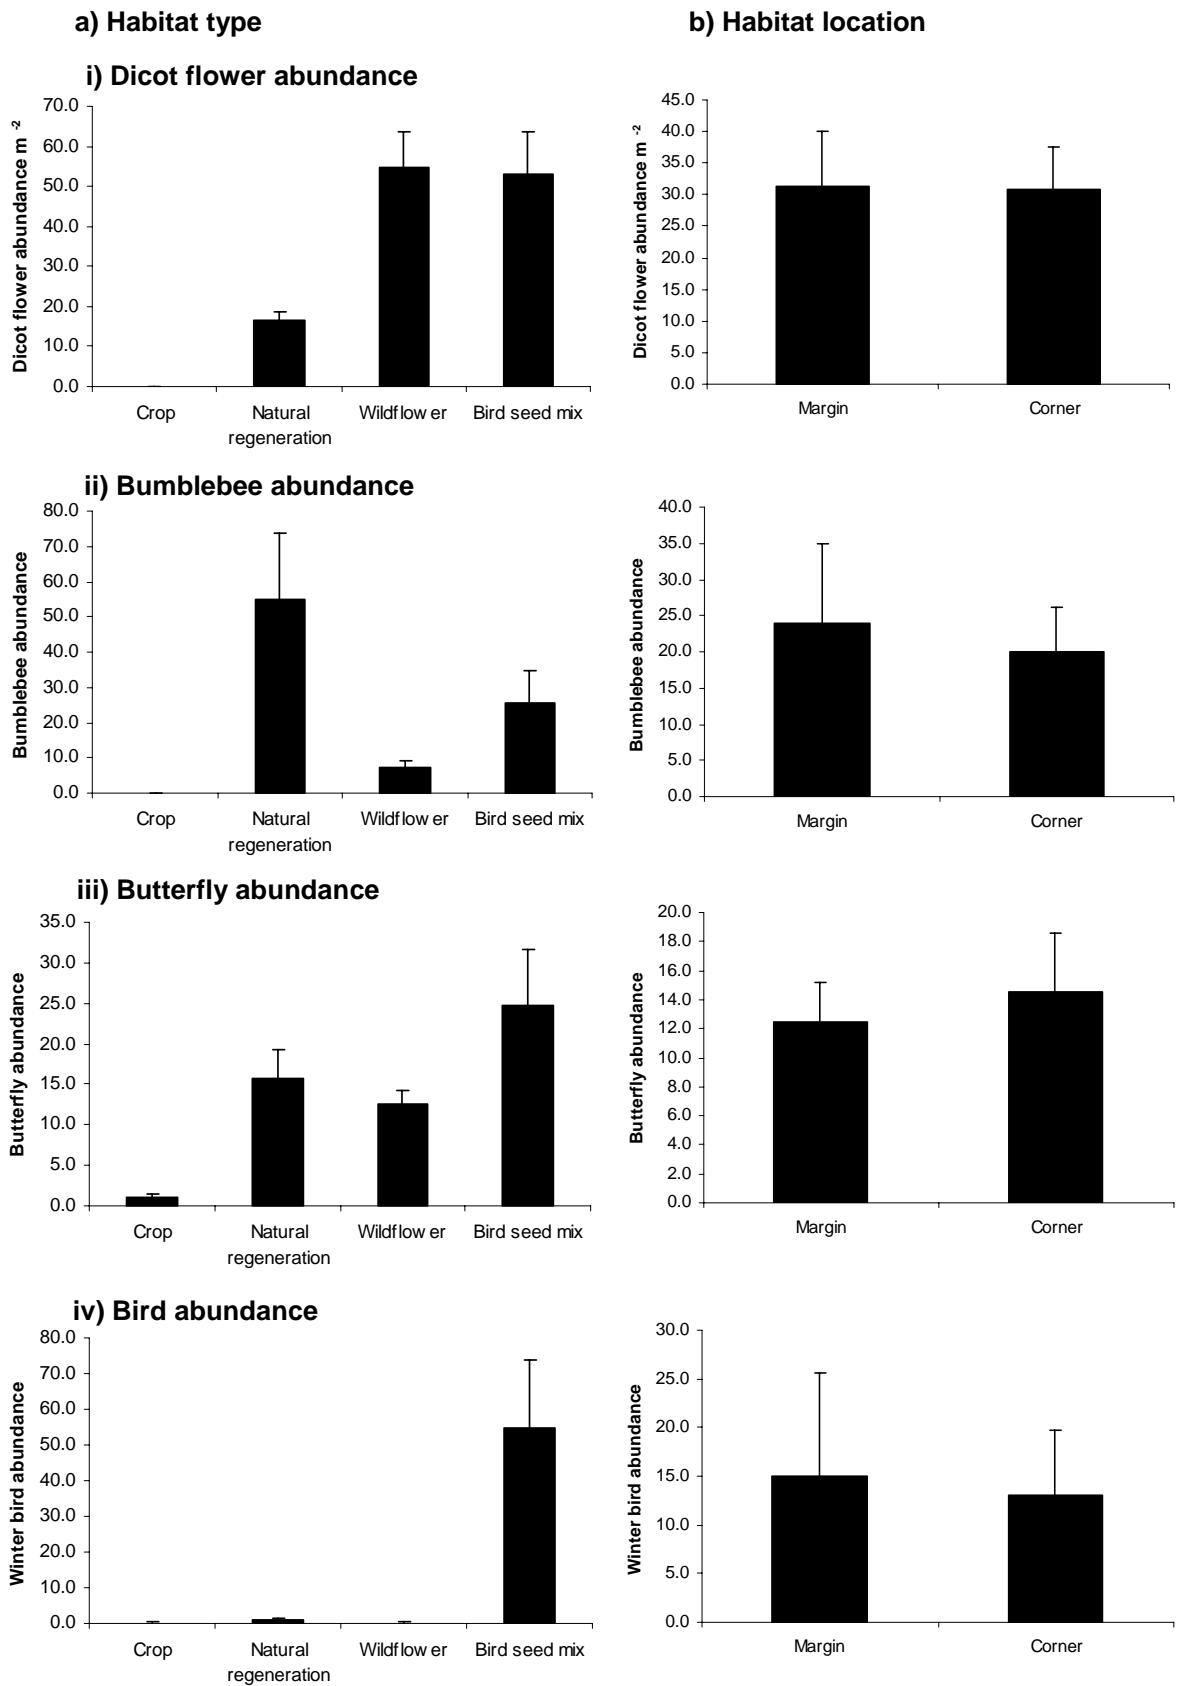 a) Habitat type
b) Habitat location
i) Dicot flower abundance
Dicot flower abundance m -2
70.0
60.0
50.0
40.0
30.0
20.0
10.0
0.0
Crop
Natural regeneration
Wildflower
Bird seed mix
Dicot flower abundance m -2
45.0
40.0
35.0
30.0
25.0
20.0
15.0
10.0
5.0
0.0
Margin
Corner
ii) Bumblebee abundance
Bumblebee abundance
80.0
70.0
60.0
50.0
40.0
30.0
20.0
10.0
0.0
Crop
Natural regeneration
Wildflower
Bird seed mix
Bumblebee abundance
40.0
35.0
30.0
25.0
20.0
15.0
10.0
5.0
0.0
Margin
Corner
iii) Butterfly abundance
Butterfly abundance
35.0
30.0
25.0
20.0
15.0
10.0
5.0
0.0
Crop
Natural regeneration
Wildflower
Bird seed mix
Butterfly abundance
20.0
18.0
16.0
14.0
12.0
10.0
8.0
6.0
4.0
2.0
0.0
Margin
Corner
iv) Bird abundance
Winter bird abundance
80.0
70.0
60.0
50.0
40.0
30.0
20.0
10.0
0.0
Crop
Natural regeneration
Wildflower
Bird seed mix
Winter bird abundance
30.0
25.0
20.0
15.0
10.0
5.0
0.0
Margin
Corner